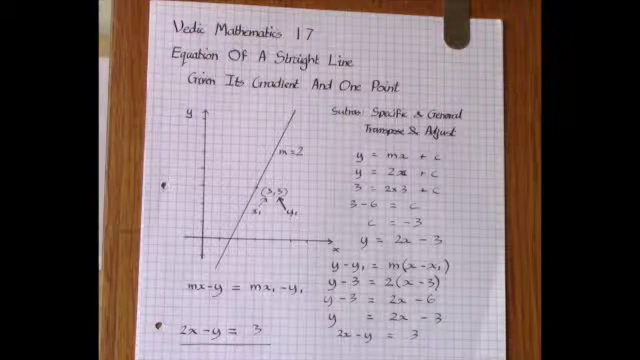 Vedic Mathematics 17
Equation Of A Straight Line
Given Its Gradient And One Point
Sutras: Specific & General
Transpose & Adjust
y
m=2
(3,3)
x₁ y₁
x
mx-y = mx₁-y₁
2x-y = 3
y = mx + c
y = 2x + c
3 = 2x3 + c
3-6 = c
c = -3
y = 2x - 3
y-y₁ = m(x-x₁)
y-3 = 2(x-3)
y-3 = 2x-6
y = 2x-3
2x-y = 3